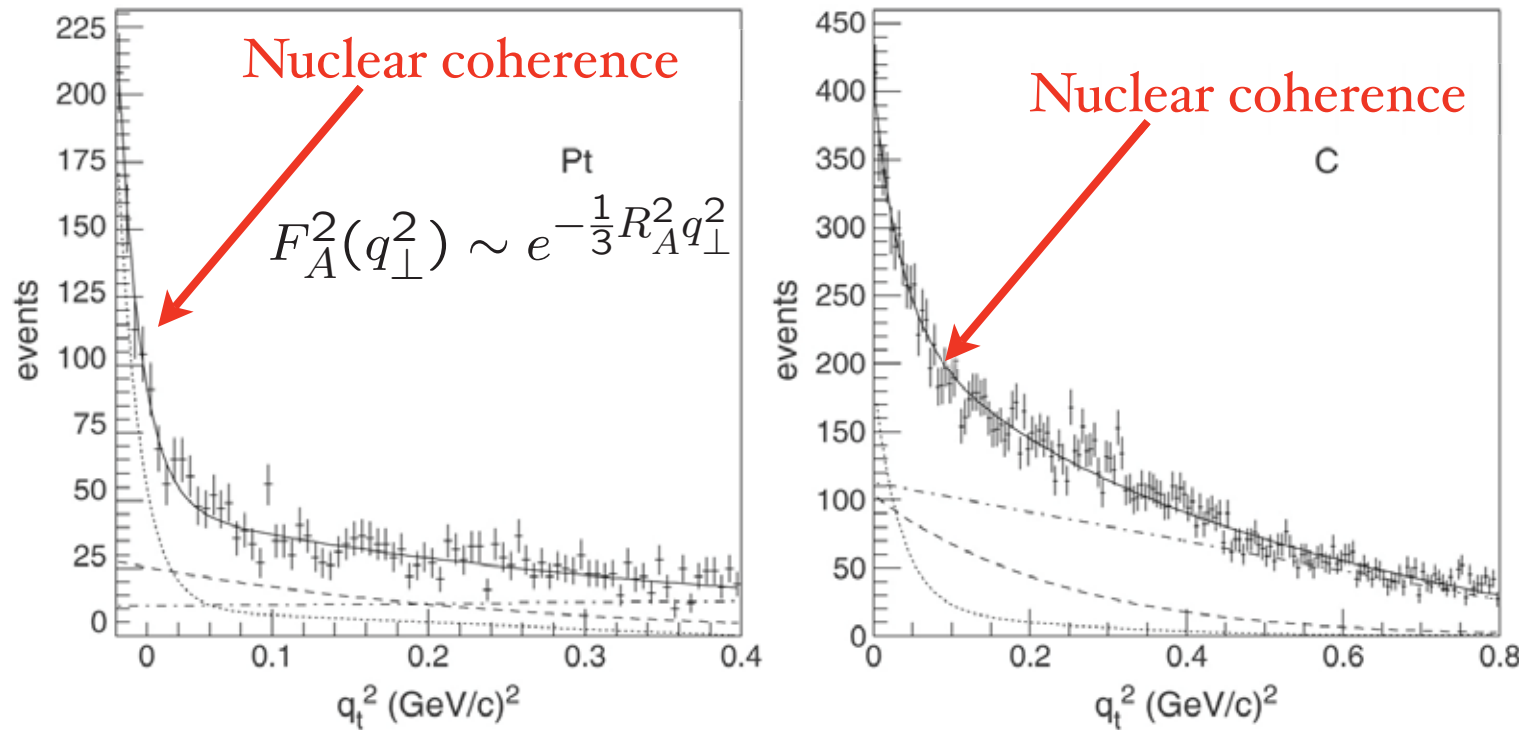 events
225
200
175
150
125
100
75
50
25
0
Nuclear coherence
Pt
F_A^2(q_⊥^2) ∼ e^{-\frac{1}{3}R_A^2 q_⊥^2}
0 0.1 0.2 0.3 0.4
q_t^2 (GeV/c)^2
events
450
400
350
300
250
200
150
100
50
0
Nuclear coherence
C
0 0.2 0.4 0.6 0.8
q_t^2 (GeV/c)^2